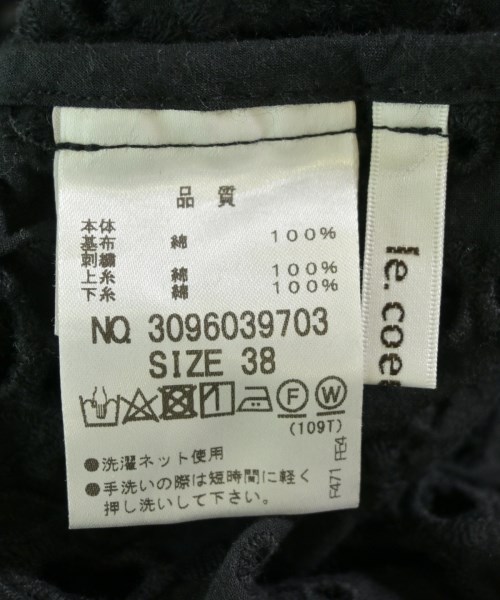 品質
本体
基布 綿 100%
刺繍
上糸 綿 100%
下糸 綿 100%
NO. 3096039703
SIZE 38
F W
(109T)
●洗濯ネット使用
●手洗いの際は短時間に軽く
押し洗いして下さい。
F471 FE4
le.coe